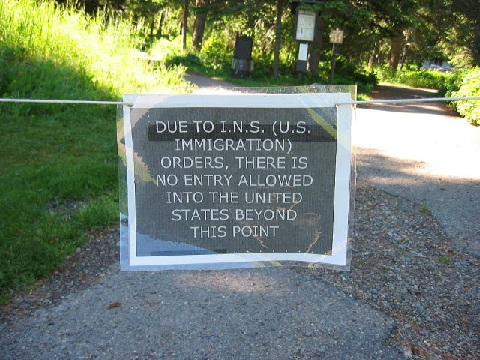 DUE TO I.N.S. (U.S.
IMMIGRATION)
ORDERS, THERE IS
NO ENTRY ALLOWED
INTO THE UNITED
STATES BEYOND
THIS POINT